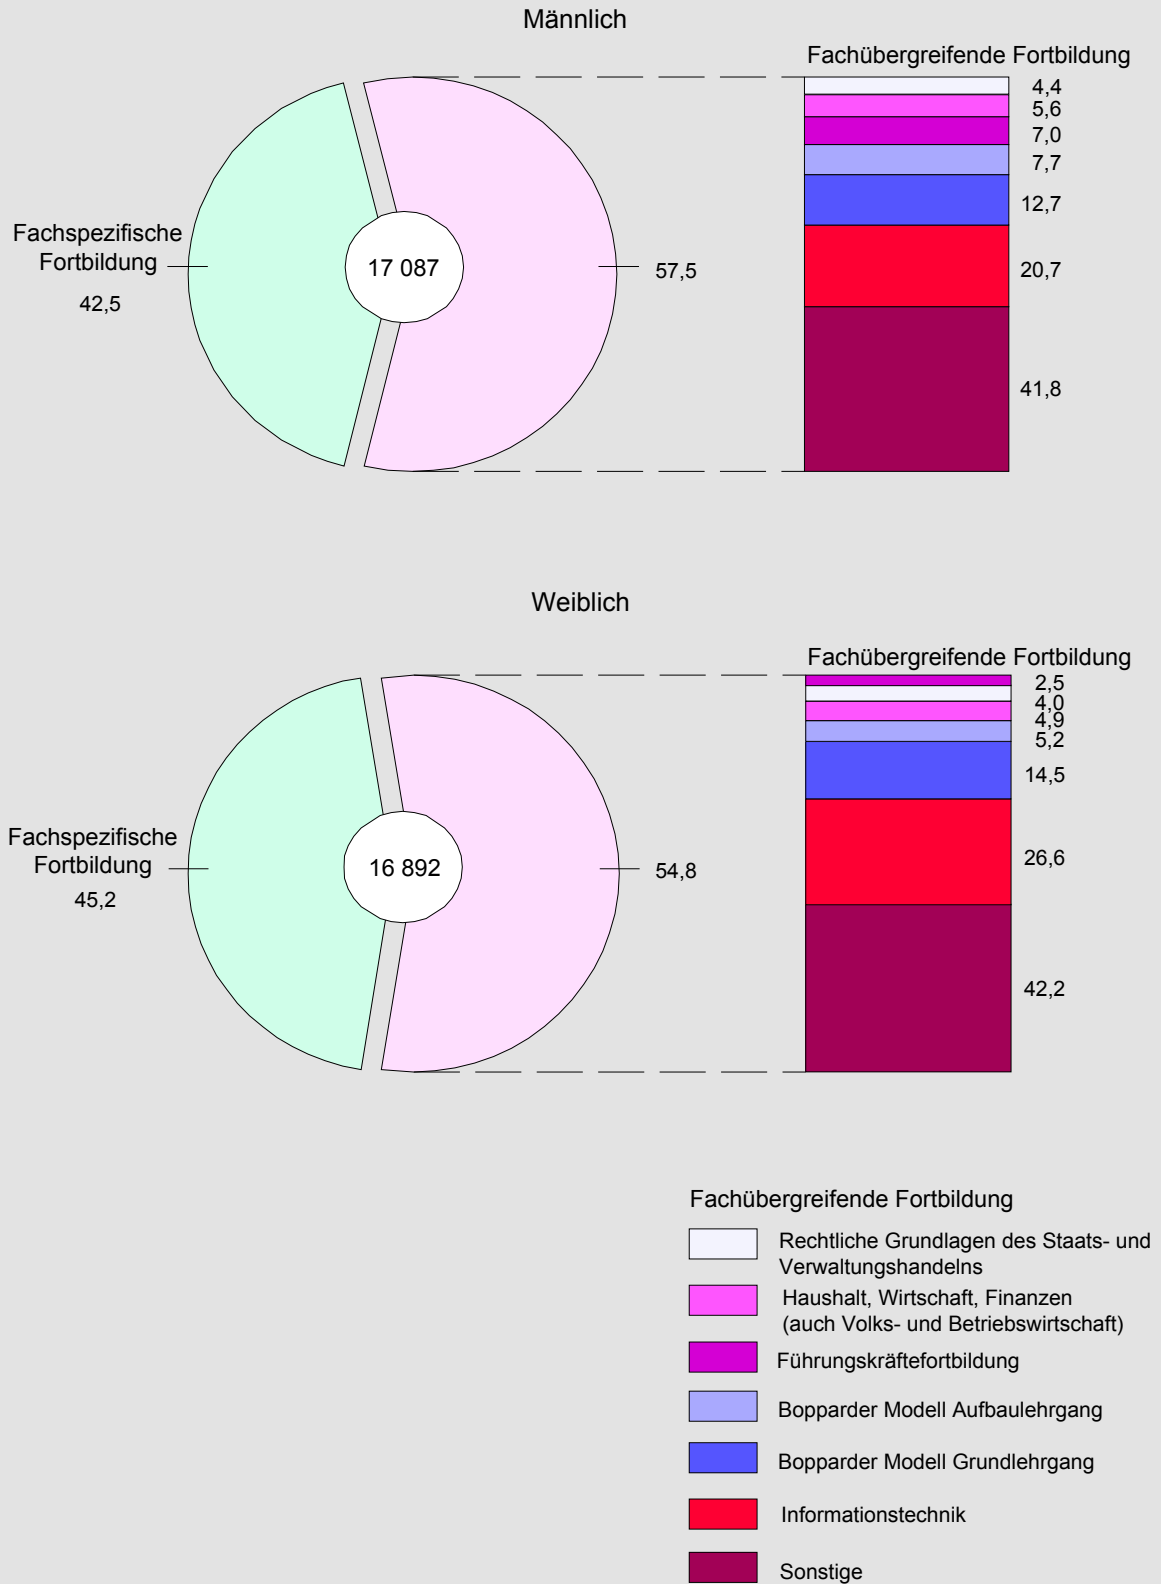 Männlich
Fachübergreifende Fortbildung
4,4
5,6
7,0
7,7
12,7
20,7
41,8
Fachspezifische
Fortbildung
42,5
17 087
57,5
Weiblich
Fachübergreifende Fortbildung
2,5
4,0
4,9
5,2
14,5
26,6
42,2
Fachspezifische
Fortbildung
45,2
16 892
54,8
Fachübergreifende Fortbildung
Rechtliche Grundlagen des Staats- und
Verwaltungshandelns
Haushalt, Wirtschaft, Finanzen
(auch Volks- und Betriebswirtschaft)
Führungskräftefortbildung
Bopparder Modell Aufbaulehrgang
Bopparder Modell Grundlehrgang
Informationstechnik
Sonstige